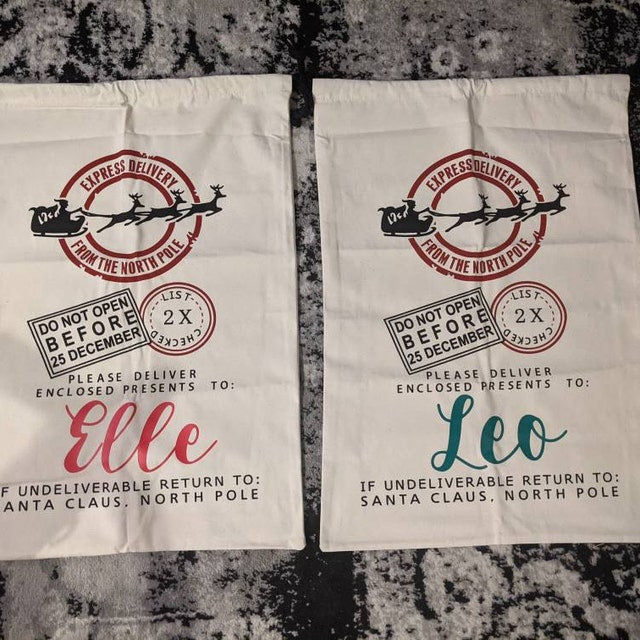 EXPRESS DELIVERY
FROM THE NORTH POLE
DO NOT OPEN
BEFORE
25 DECEMBER
LIST
2X
CHECKED
PLEASE DELIVER
ENCLOSED PRESENTS TO:
Elle
F UNDELIVERABLE RETURN TO:
SANTA CLAUS, NORTH POLE
EXPRESS DELIVERY
FROM THE NORTH POLE
DO NOT OPEN
BEFORE
25 DECEMBER
LIST
2X
CHECKED
PLEASE DELIVER
ENCLOSED PRESENTS TO:
Leo
IF UNDELIVERABLE RETURN TO:
SANTA CLAUS, NORTH POLE